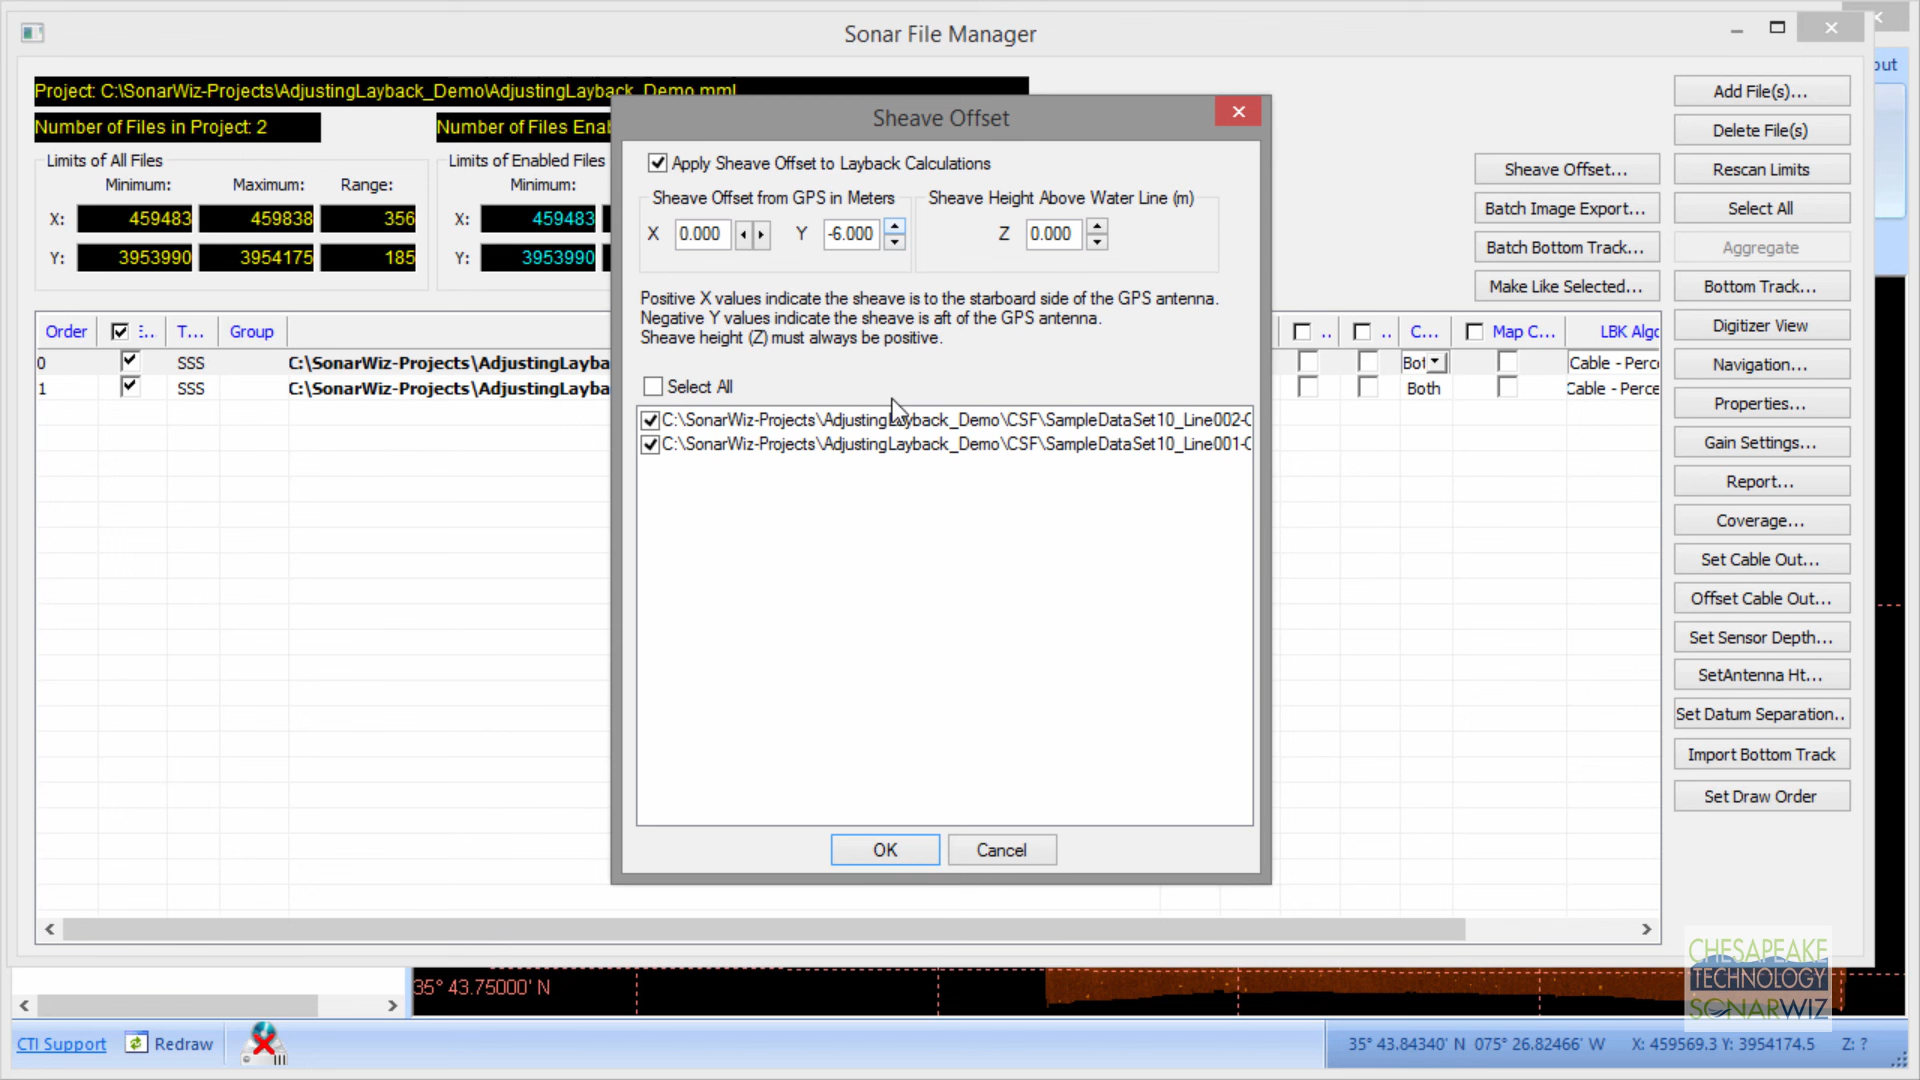 Sonar File Manager
out
Project: C:\SonarWiz-Projects\AdjustingLayback_Demo\AdjustingLayback_Demo.mml
Number of Files in Project: 2
Number of Files Ena
Limits of All Files
Minimum: Maximum: Range:
X: 459483 459838 356
Y: 3953990 3954175 185
Limits of Enabled Files
Minimum:
X: 459483
Y: 3953990
Sheave Offset
Apply Sheave Offset to Layback Calculations
Sheave Offset from GPS in Meters
X 0.000 Y -6.000
Sheave Height Above Water Line (m)
Z 0.000
Positive X values indicate the sheave is to the starboard side of the GPS antenna.
Negative Y values indicate the sheave is aft of the GPS antenna.
Sheave height (Z) must always be positive.
Select All
C:\SonarWiz-Projects\AdjustingLayback_Demo\CSF\SampleDataSet10_Line002-C
C:\SonarWiz-Projects\AdjustingLayback_Demo\CSF\SampleDataSet10_Line001-C
OK Cancel
Sheave Offset...
Batch Image Export...
Batch Bottom Track...
Make Like Selected...
Add File(s)...
Delete File(s)
Rescan Limits
Select All
Aggregate
Bottom Track...
Digitizer View
Navigation...
Properties...
Gain Settings...
Report...
Coverage...
Set Cable Out...
Offset Cable Out...
Set Sensor Depth...
SetAntenna Ht...
Set Datum Separation..
Import Bottom Track
Set Draw Order
Order E... T... Group .. .. C... Map C... LBK Algo
0 SSS C:\SonarWiz-Projects\AdjustingLayba Bot Cable - Perc
1 SSS C:\SonarWiz-Projects\AdjustingLayba Both Cable - Perce
35° 43.75000' N
CHESAPEAKE
TECHNOLOGY
SONARWIZ
CTI Support Redraw
35° 43.84340' N 075° 26.82466' W X: 459569.3 Y: 3954174.5 Z: ?